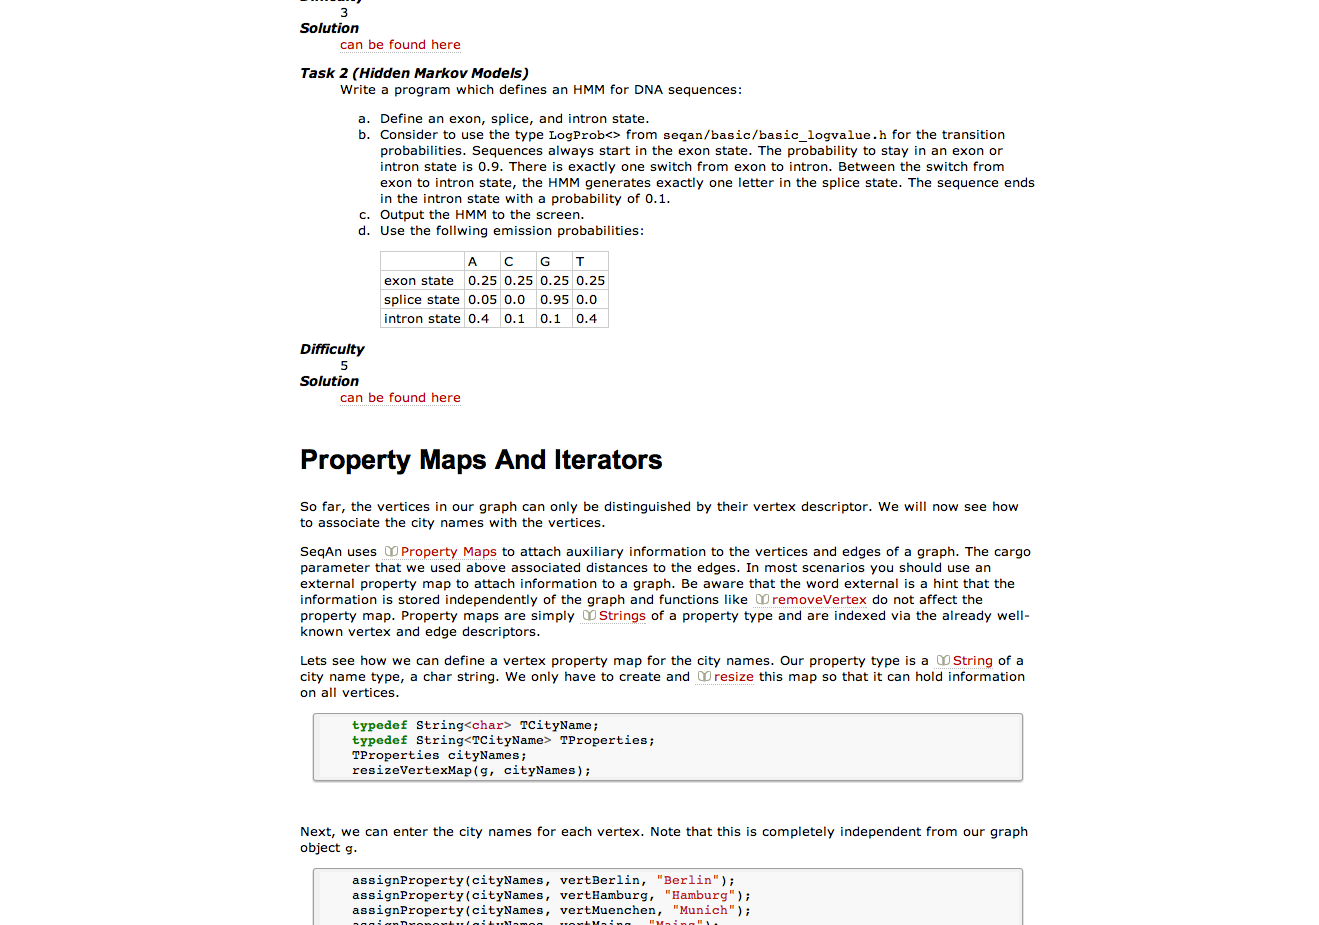 3
Solution
can be found here
Task 2 (Hidden Markov Models)
Write a program which defines an HMM for DNA sequences:
a. Define an exon, splice, and intron state.
b. Consider to use the type LogProb<> from seqan/basic/basic_logvalue.h for the transition
probabilities. Sequences always start in the exon state. The probability to stay in an exon or
intron state is 0.9. There is exactly one switch from exon to intron. Between the switch from
exon to intron state, the HMM generates exactly one letter in the splice state. The sequence ends
in the intron state with a probability of 0.1.
c. Output the HMM to the screen.
d. Use the follwing emission probabilities:
A C G T
exon state 0.25 0.25 0.25 0.25
splice state 0.05 0.0 0.95 0.0
intron state 0.4 0.1 0.1 0.4
Difficulty
5
Solution
can be found here
Property Maps And Iterators
So far, the vertices in our graph can only be distinguished by their vertex descriptor. We will now see how
to associate the city names with the vertices.
SeqAn uses Property Maps to attach auxiliary information to the vertices and edges of a graph. The cargo
parameter that we used above associated distances to the edges. In most scenarios you should use an
external property map to attach information to a graph. Be aware that the word external is a hint that the
information is stored independently of the graph and functions like removeVertex do not affect the
property map. Property maps are simply Strings of a property type and are indexed via the already well-
known vertex and edge descriptors.
Lets see how we can define a vertex property map for the city names. Our property type is a String of a
city name type, a char string. We only have to create and resize this map so that it can hold information
on all vertices.
typedef String<char> TCityName;
typedef String<TCityName> TProperties;
TProperties cityNames;
resizeVertexMap(g, cityNames);
Next, we can enter the city names for each vertex. Note that this is completely independent from our graph
object g.
assignProperty(cityNames, vertBerlin, "Berlin");
assignProperty(cityNames, vertHamburg, "Hamburg");
assignProperty(cityNames, vertMuenchen, "Munich");